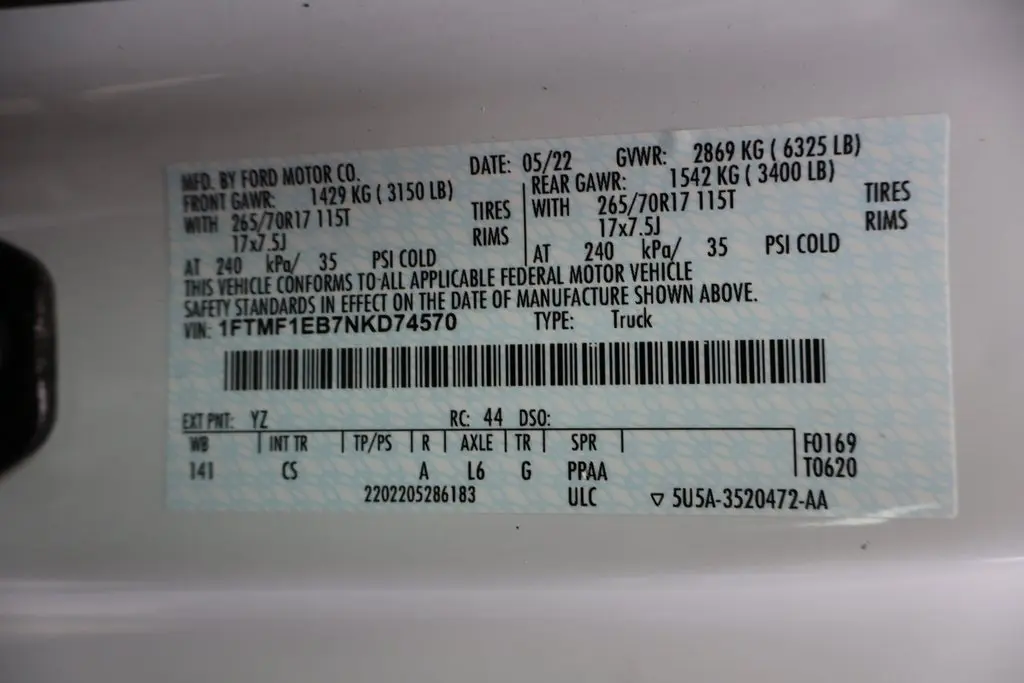 MFD. BY FORD MOTOR CO. DATE: 05/22 GVWR: 2869 KG ( 6325 LB)
FRONT GAWR: 1429 KG ( 3150 LB) REAR GAWR: 1542 KG ( 3400 LB)
WITH 265/70R17 115T TIRES WITH 265/70R17 115T TIRES
17x7.5J RIMS 17x7.5J RIMS
AT 240 kPa/ 35 PSI COLD AT 240 kPa/ 35 PSI COLD
THIS VEHICLE CONFORMS TO ALL APPLICABLE FEDERAL MOTOR VEHICLE
SAFETY STANDARDS IN EFFECT ON THE DATE OF MANUFACTURE SHOWN ABOVE.
VIN: 1FTMF1EB7NKD74570 TYPE: Truck
EXT PNT: YZ RC: 44 DSO:
WB INT TR TP/PS R AXLE TR SPR F0169
141 CS A L6 G PPAA T0620
2202205286183 ULC ▽ 5U5A-3520472-AA